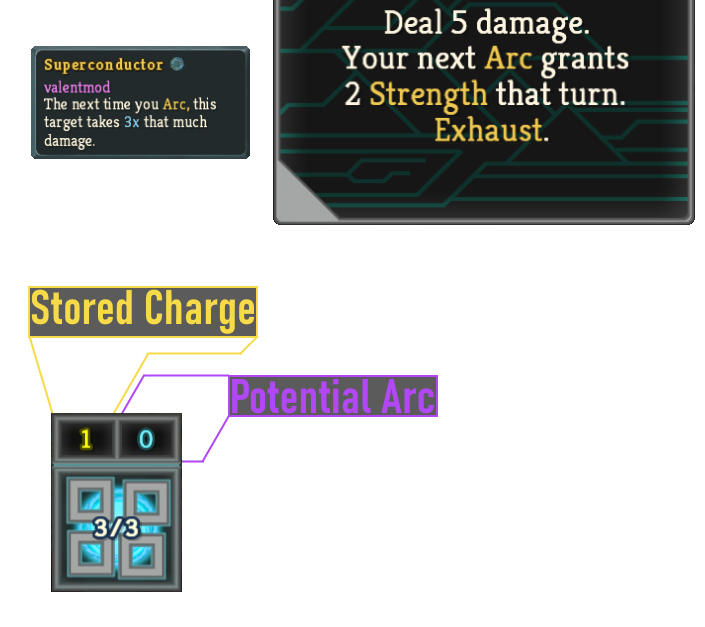 Deal 5 damage.
Your next Arc grants
2 Strength that turn.
Exhaust.
Superconductor
valentmod
The next time you Arc, this
target takes 3x that much
damage.
Stored Charge
Potential Arc
1 0
3/3